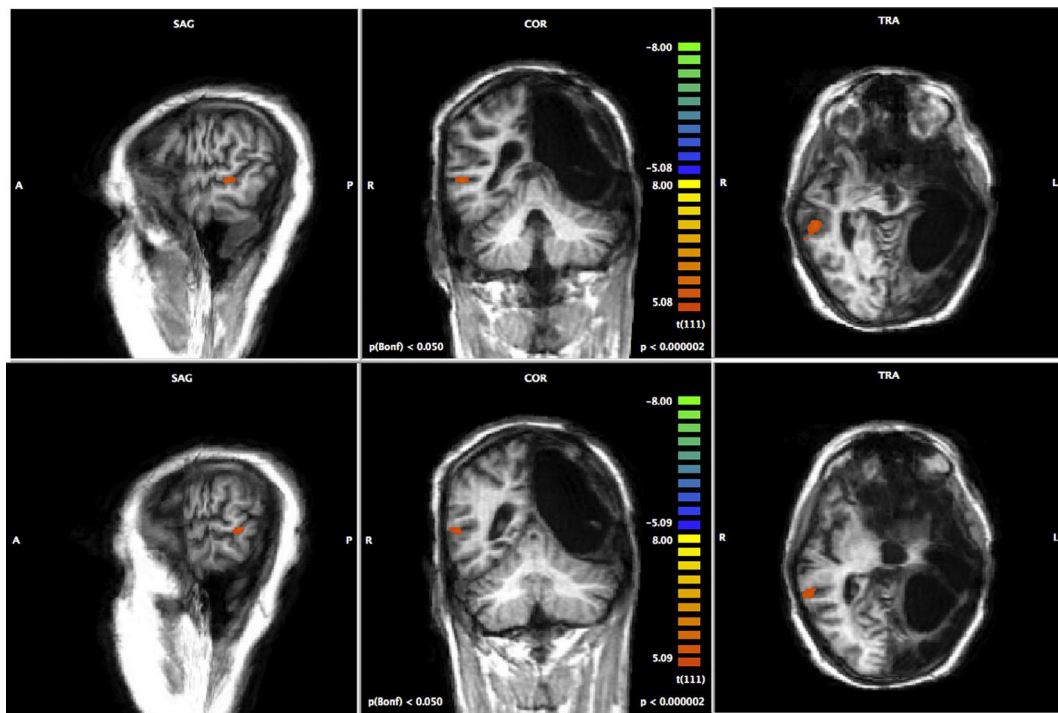 SAG
COR
TRA
A
P
R
R
L
-8.00
-5.08
8.00
5.08
t(111)
p(Bonf) < 0.050
p < 0.000002
SAG
COR
TRA
A
P
R
R
L
-8.00
-5.09
8.00
5.09
t(111)
p(Bonf) < 0.050
p < 0.000002